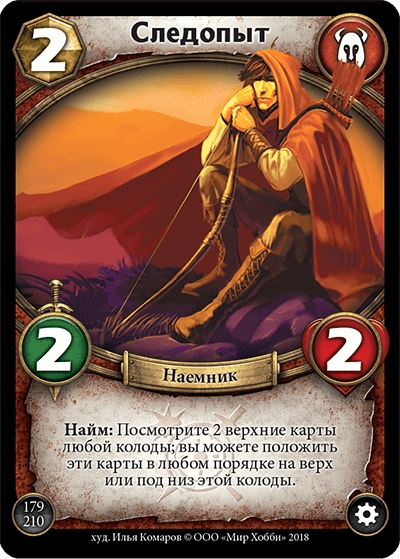 Следопыт
2
2
2
Наемник
Найм: Посмотрите 2 верхние карты
любой колоды; вы можете положить
эти карты в любом порядке на верх
или под низ этой колоды.
179
210
худ. Илья Комаров © ООО «Мир Хобби» 2018